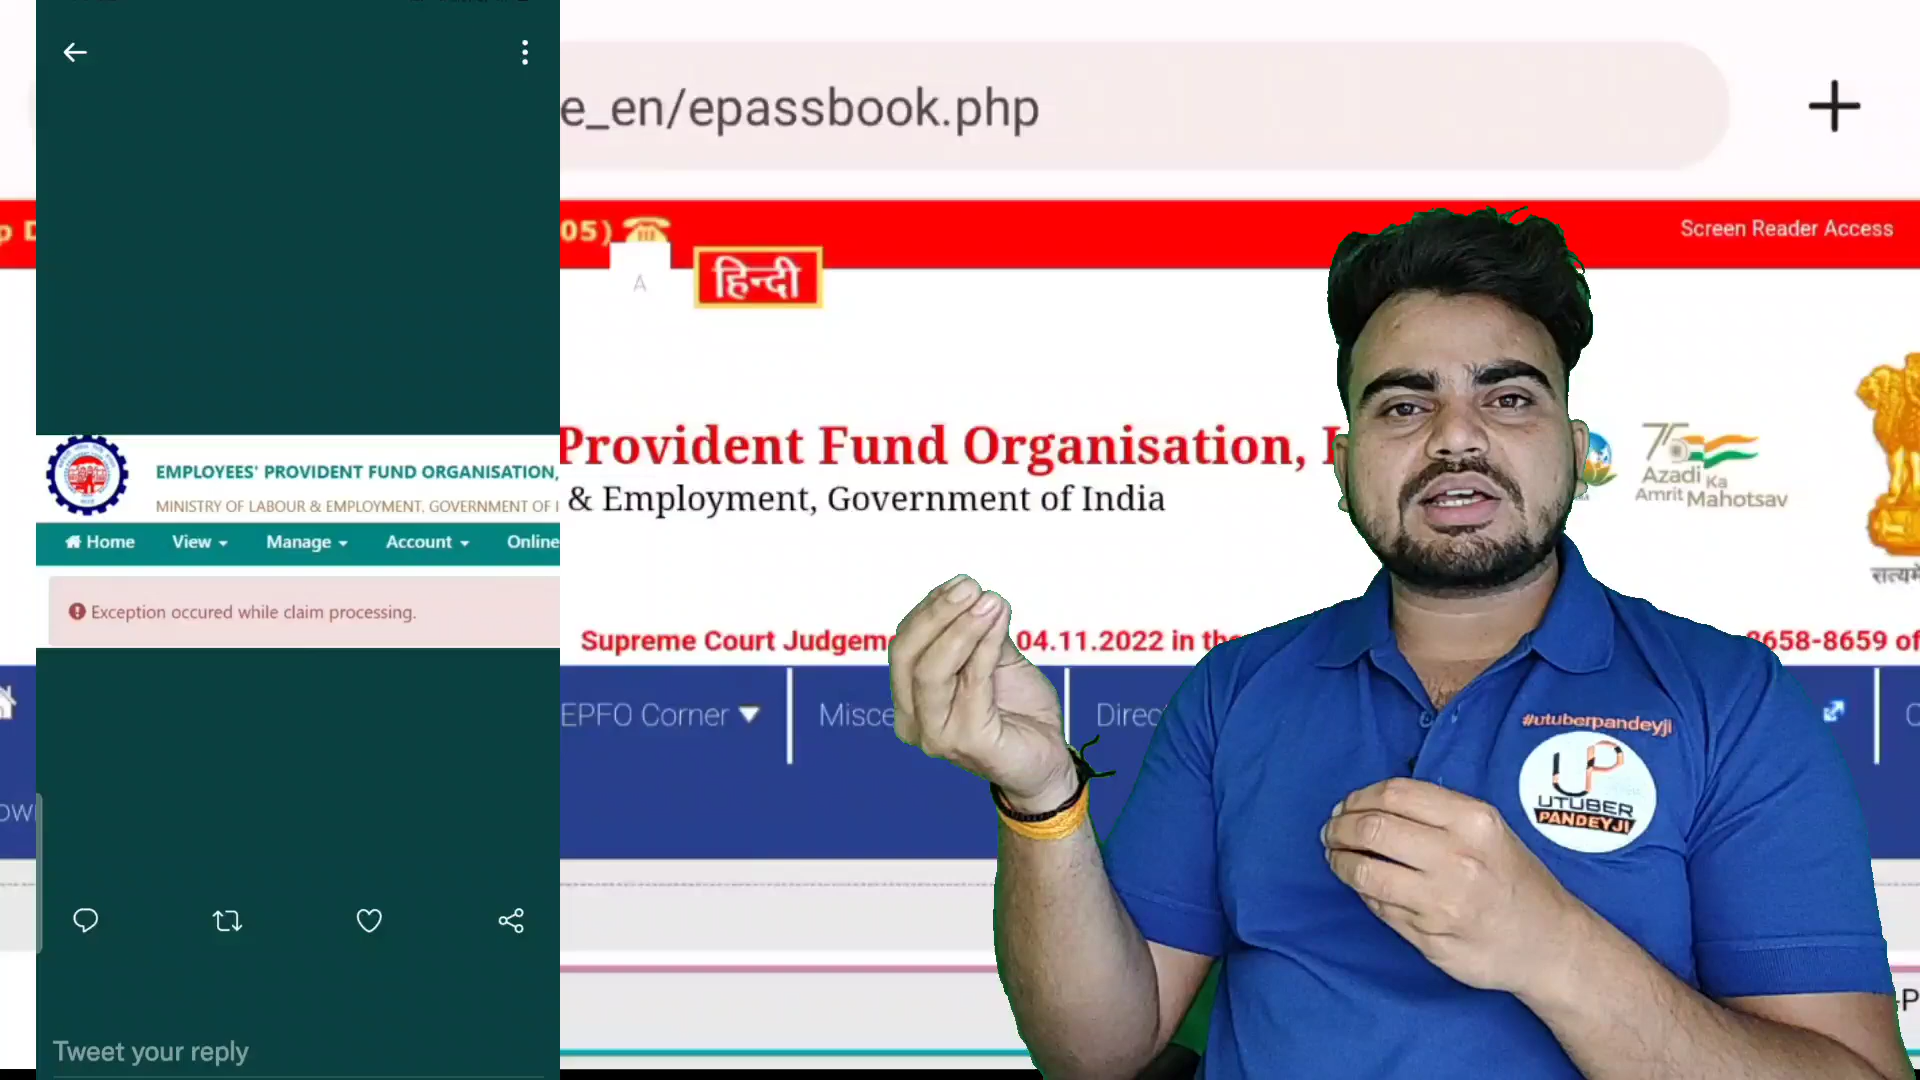 e_en/epassbook.php
05)
Screen Reader Access
A
हिन्दी
Provident Fund Organisation,
& Employment, Government of India
75
Azadi Ka
Amrit Mahotsav
EMPLOYEES' PROVIDENT FUND ORGANISATION,
MINISTRY OF LABOUR & EMPLOYMENT, GOVERNMENT OF I
Home View Manage Account Online
Exception occured while claim processing.
Supreme Court Judgem 04.11.2022 in the 8658-8659 of
EPFO Corner Misce Direc
#utuberpandeyji
UP
UTUBER
PANDEYJI
Tweet your reply